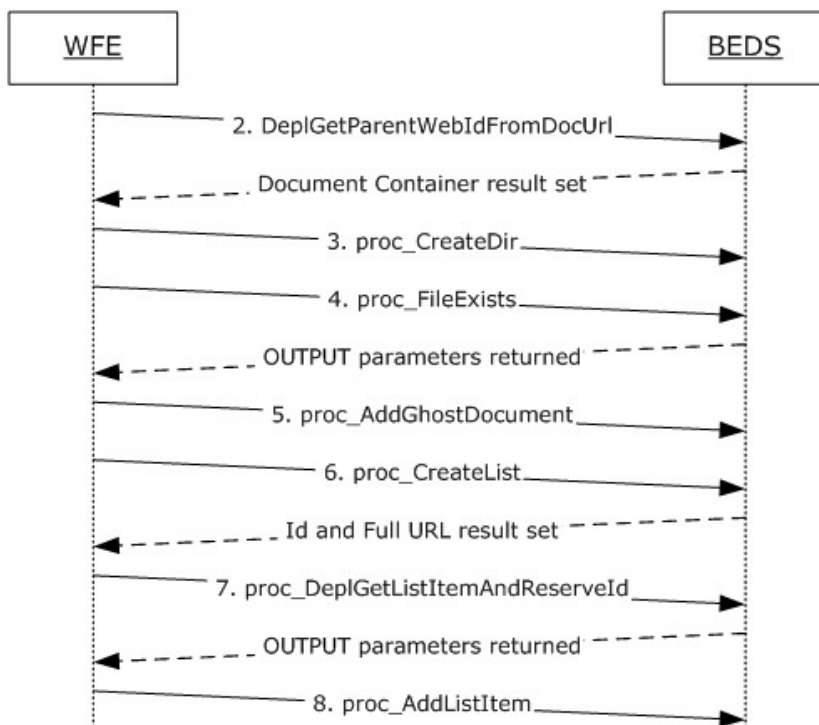 WFE
BEDS
2. DeplGetParentWebIdFromDocUrl
Document Container result set
3. proc_CreateDir
4. proc_FileExists
OUTPUT parameters returned
5. proc_AddGhostDocument
6. proc_CreateList
Id and Full URL result set
7. proc_DeplGetListItemAndReserveId
OUTPUT parameters returned
8. proc_AddListItem